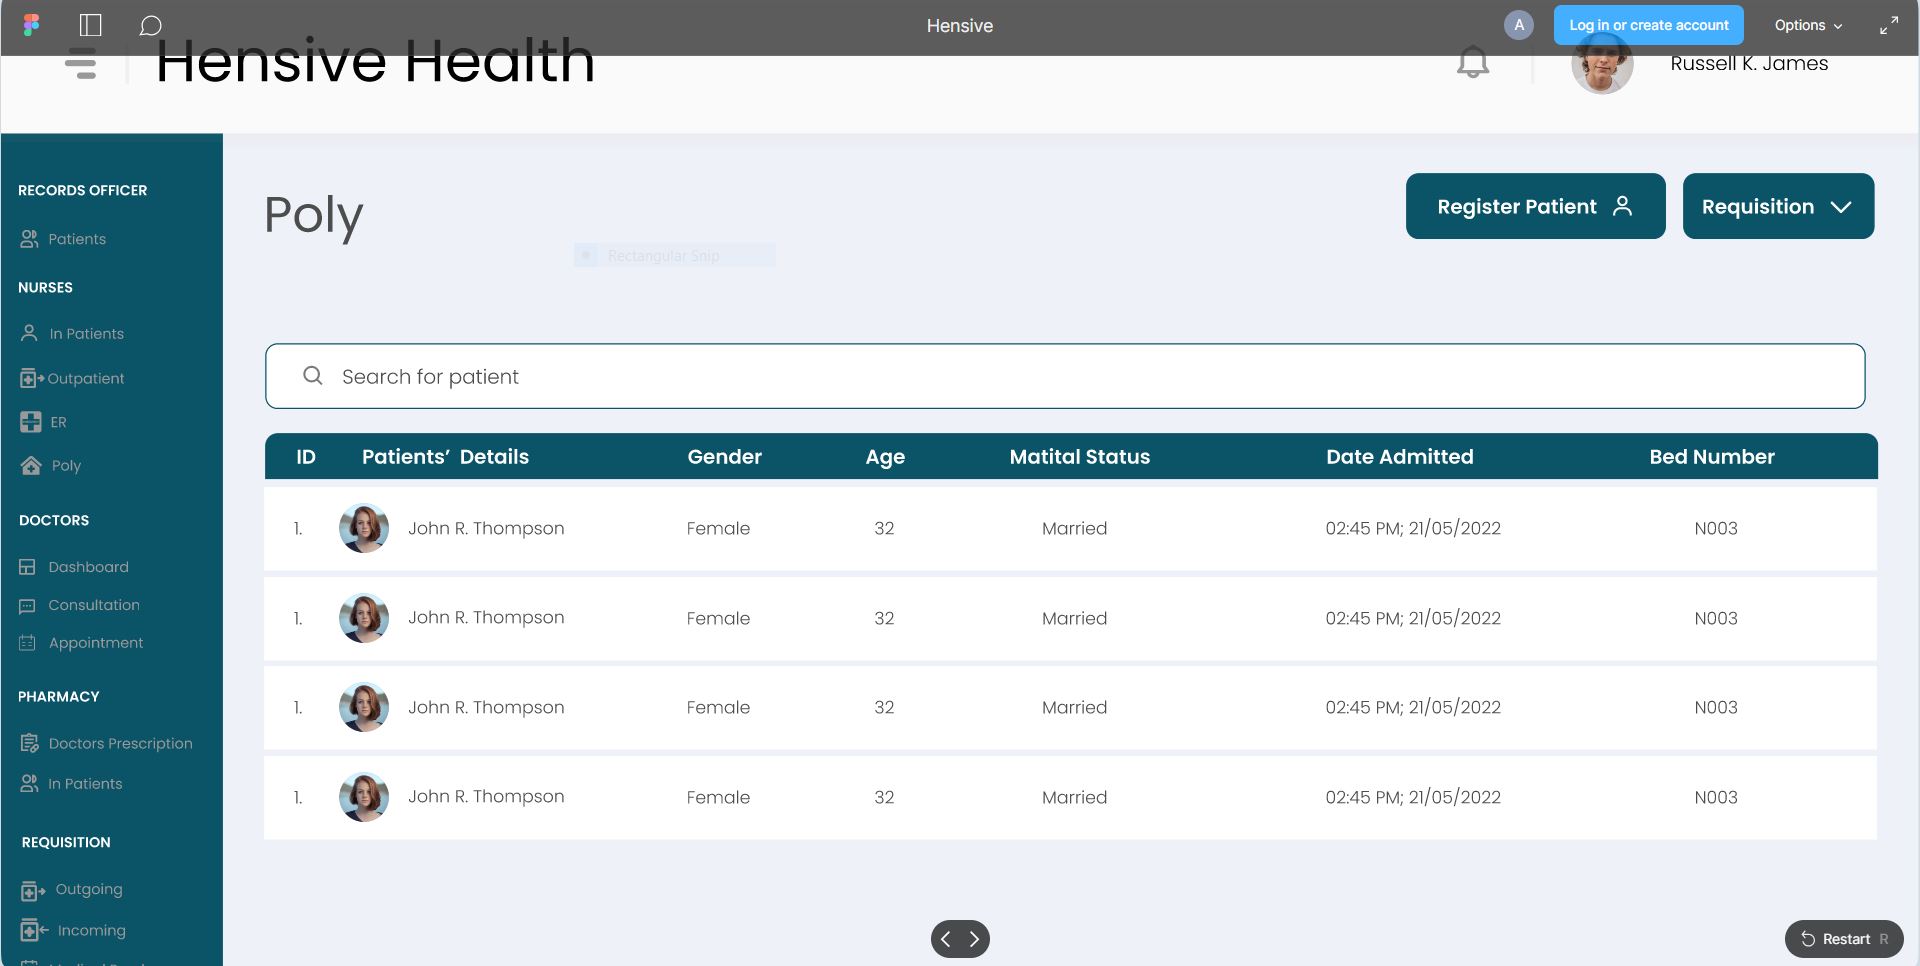 Hensive
A
Log in or create account
Options
Hensive Health
Russell K. James
RECORDS OFFICER
Patients
NURSES
In Patients
Outpatient
ER
Poly
DOCTORS
Dashboard
Consultation
Appointment
PHARMACY
Doctors Prescription
In Patients
REQUISITION
Outgoing
Incoming
Poly
Register Patient
Requisition
Rectangular Snip
Search for patient
ID Patients’ Details Gender Age Matital Status Date Admitted Bed Number
1. John R. Thompson Female 32 Married 02:45 PM; 21/05/2022 N003
1. John R. Thompson Female 32 Married 02:45 PM; 21/05/2022 N003
1. John R. Thompson Female 32 Married 02:45 PM; 21/05/2022 N003
1. John R. Thompson Female 32 Married 02:45 PM; 21/05/2022 N003
Restart R